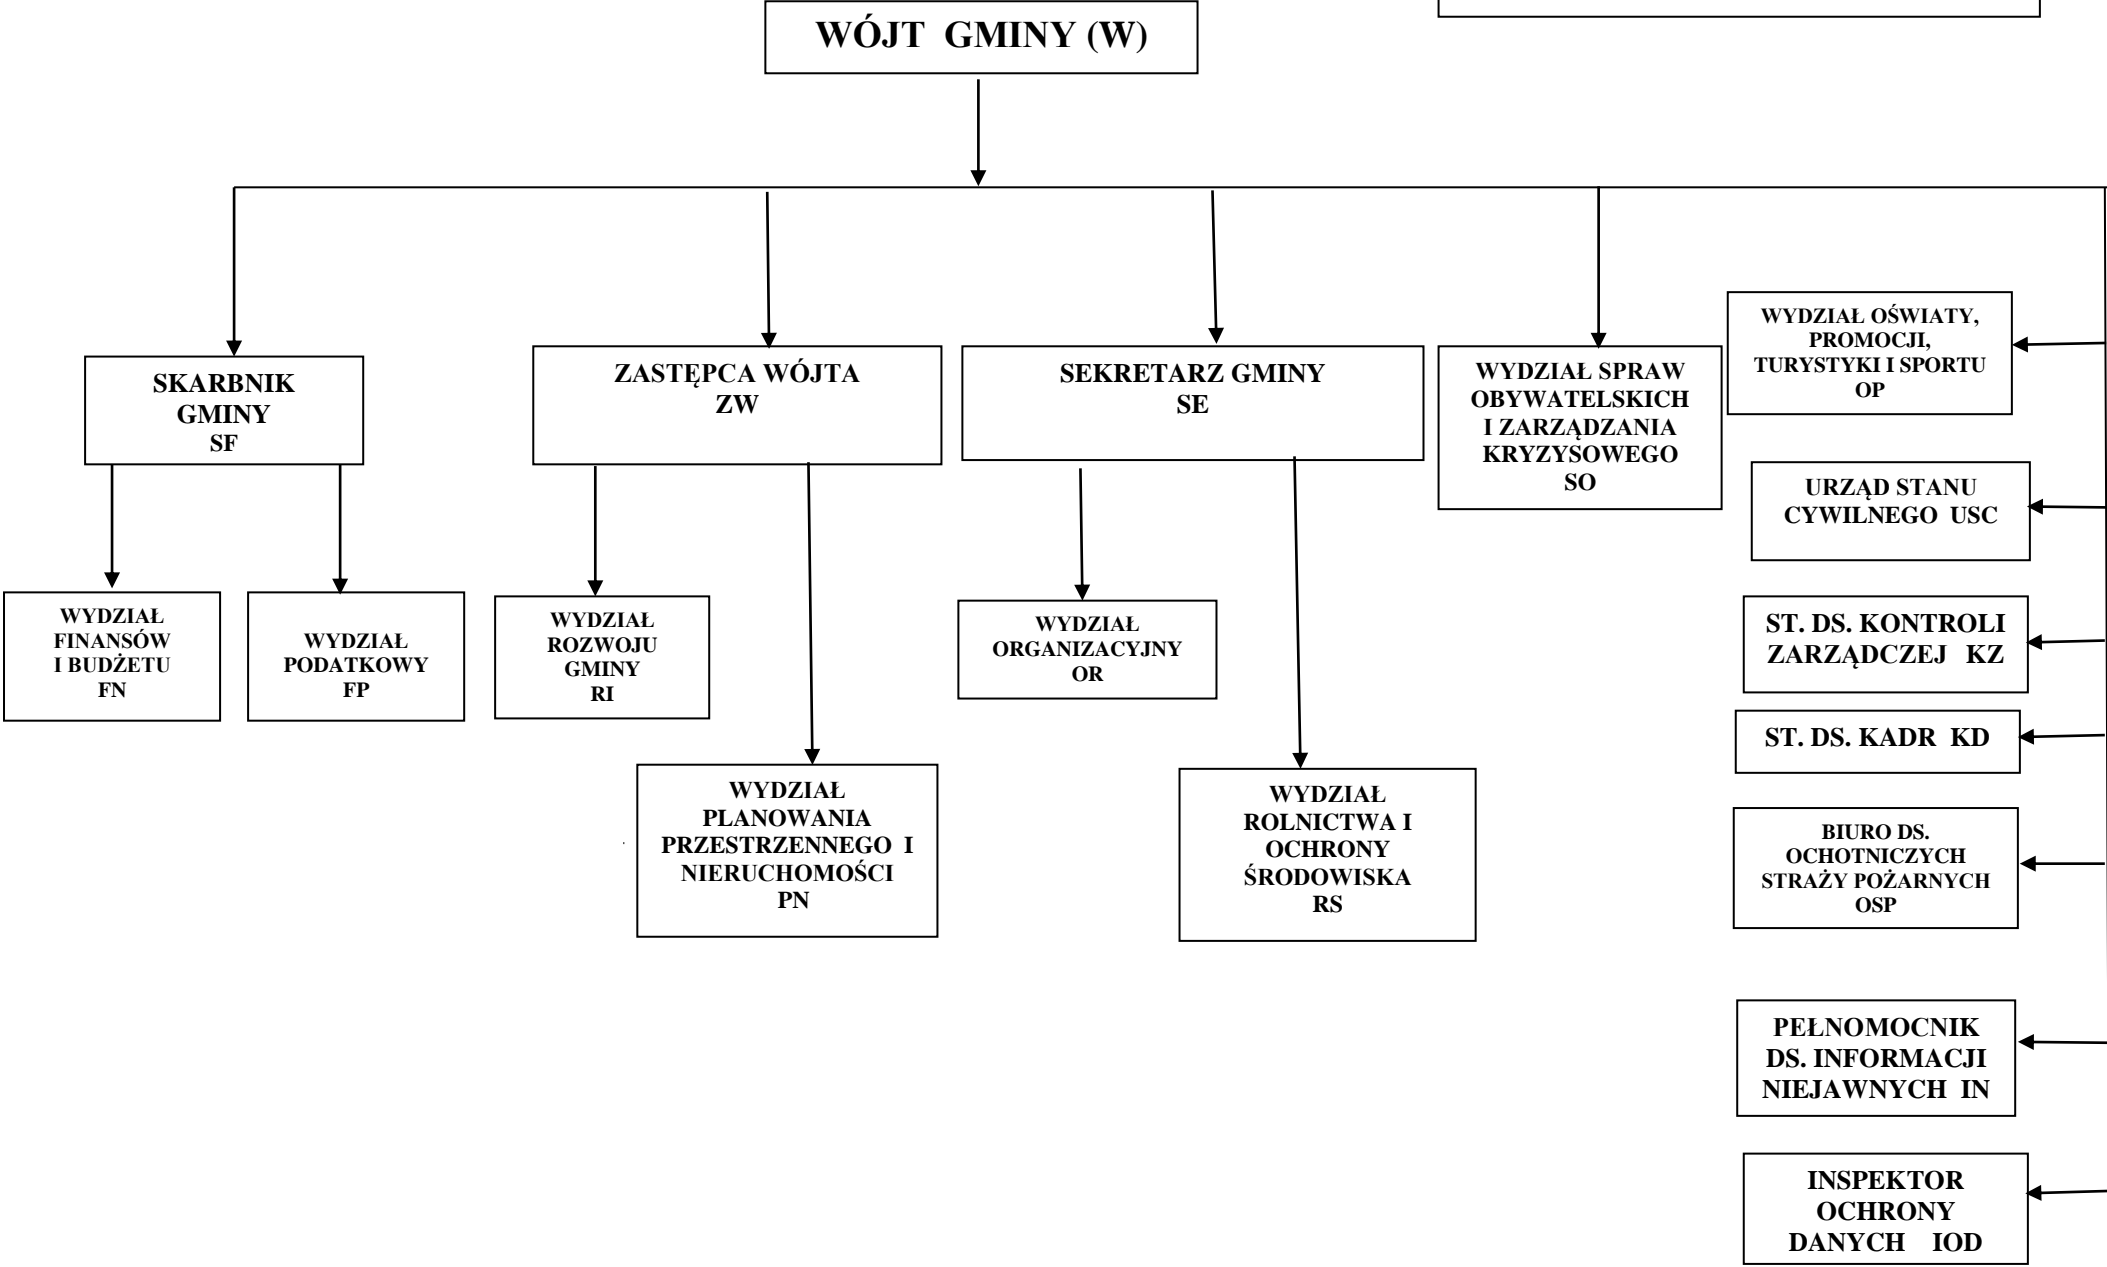 WÓJT GMINY (W)
SKARBNIK
GMINY
SF
ZASTĘPCA WÓJTA
ZW
SEKRETARZ GMINY
SE
WYDZIAŁ SPRAW
OBYWATELSKICH
I ZARZĄDZANIA
KRYZYSOWEGO
SO
WYDZIAŁ OŚWIATY,
PROMOCJI,
TURYSTYKI I SPORTU
OP
URZĄD STANU
CYWILNEGO USC
WYDZIAŁ
FINANSÓW
I BUDŻETU
FN
WYDZIAŁ
PODATKOWY
FP
WYDZIAŁ
ROZWOJU
GMINY
RI
WYDZIAŁ
ORGANIZACYJNY
OR
ST. DS. KONTROLI
ZARZĄDCZEJ KZ
ST. DS. KADR KD
WYDZIAŁ
PLANOWANIA
PRZESTRZENNEGO I
NIERUCHOMOŚCI
PN
WYDZIAŁ
ROLNICTWA I
OCHRONY
ŚRODOWISKA
RS
BIURO DS.
OCHOTNICZYCH
STRAŻY POŻARNYCH
OSP
PEŁNOMOCNIK
DS. INFORMACJI
NIEJAWNYCH IN
INSPEKTOR
OCHRONY
DANYCH IOD